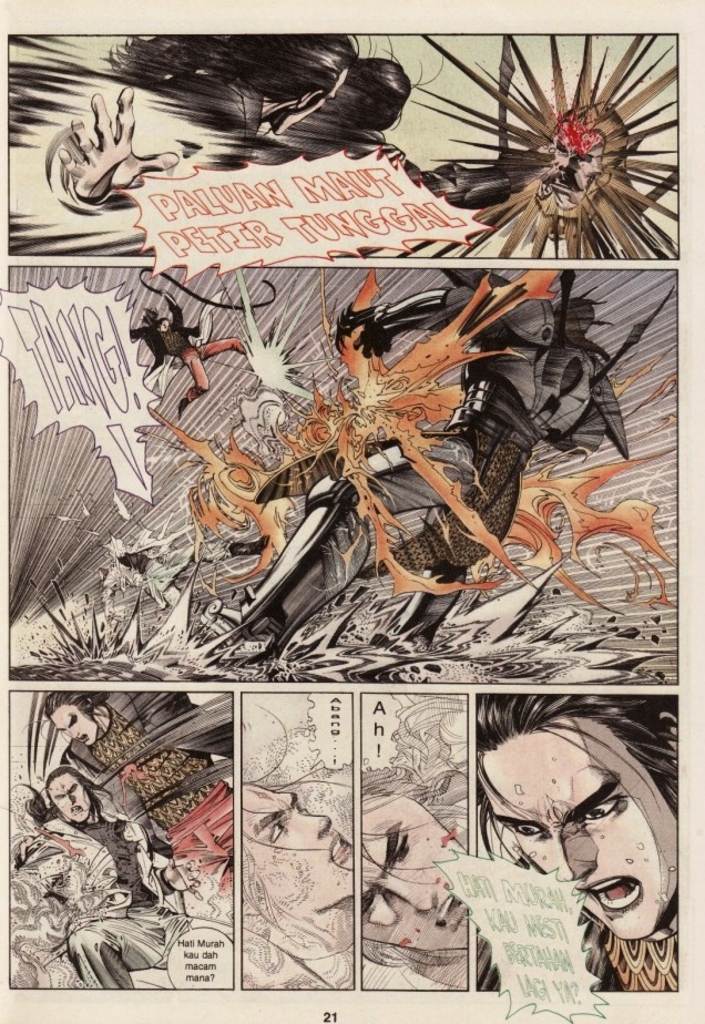 PALUAN MAUT
PETIR TUNGGAL
TANG!
Hati Murah
kau dah
macam
mana?
Abang...!
Ah!
HATI MURAH,
KAU MESTI
BERTAHAN
LAGI YA?
21